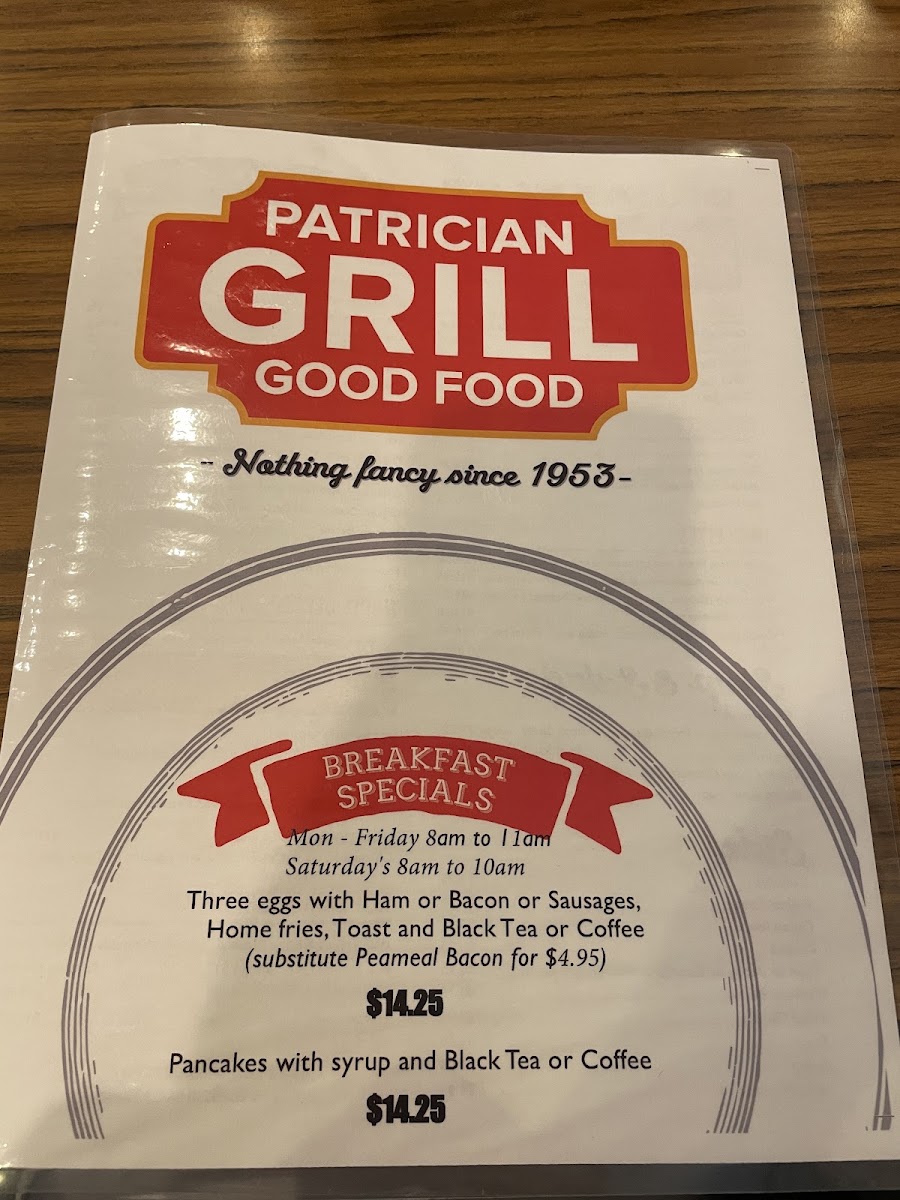 PATRICIAN
GRILL
GOOD FOOD
- Nothing fancy since 1953-
BREAKFAST
SPECIALS
Mon - Friday 8am to 11am
Saturday's 8am to 10am
Three eggs with Ham or Bacon or Sausages,
Home fries, Toast and Black Tea or Coffee
(substitute Peameal Bacon for $4.95)
$14.25
Pancakes with syrup and Black Tea or Coffee
$14.25